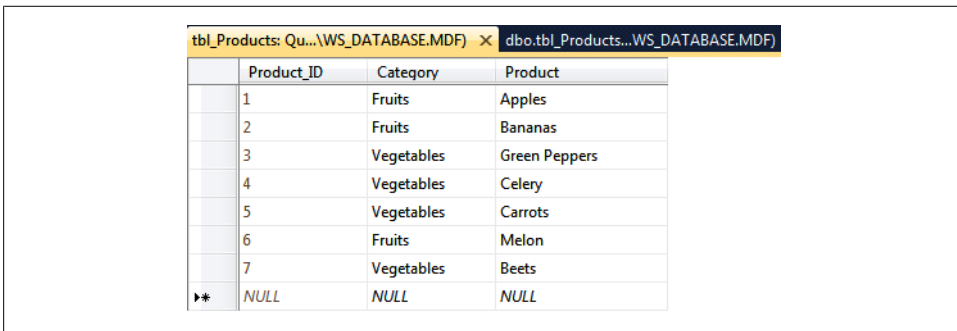 tbl_Products: Qu...\WS_DATABASE.MDF) × dbo.tbl_Products...WS_DATABASE.MDF)
Product_ID Category Product
1 Fruits Apples
2 Fruits Bananas
3 Vegetables Green Peppers
4 Vegetables Celery
5 Vegetables Carrots
6 Fruits Melon
7 Vegetables Beets
NULL NULL NULL